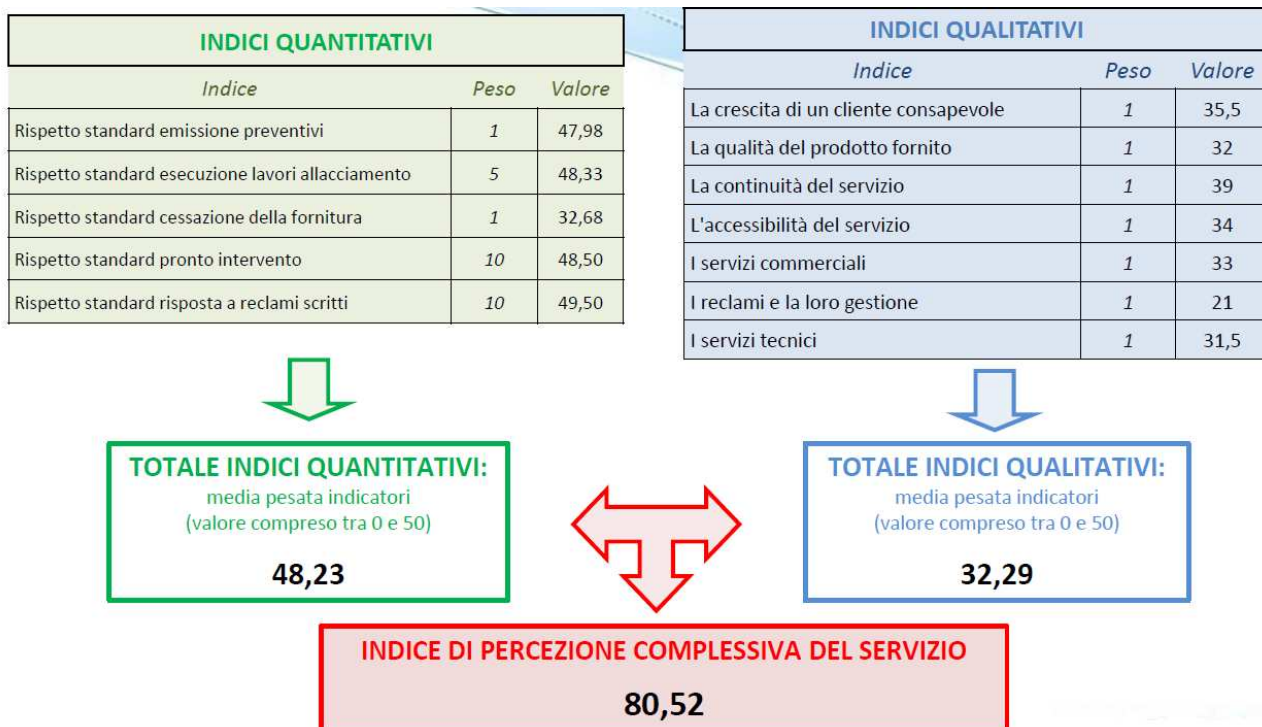 INDICI QUANTITATIVI
Indice Peso Valore
Rispetto standard emissione preventivi 1 47,98
Rispetto standard esecuzione lavori allacciamento 5 48,33
Rispetto standard cessazione della fornitura 1 32,68
Rispetto standard pronto intervento 10 48,50
Rispetto standard risposta a reclami scritti 10 49,50
INDICI QUALITATIVI
Indice Peso Valore
La crescita di un cliente consapevole 1 35,5
La qualità del prodotto fornito 1 32
La continuità del servizio 1 39
L'accessibilità del servizio 1 34
I servizi commerciali 1 33
I reclami e la loro gestione 1 21
I servizi tecnici 1 31,5
TOTALE INDICI QUANTITATIVI:
media pesata indicatori
(valore compreso tra 0 e 50)
48,23
TOTALE INDICI QUALITATIVI:
media pesata indicatori
(valore compreso tra 0 e 50)
32,29
INDICE DI PERCEZIONE COMPLESSIVA DEL SERVIZIO
80,52